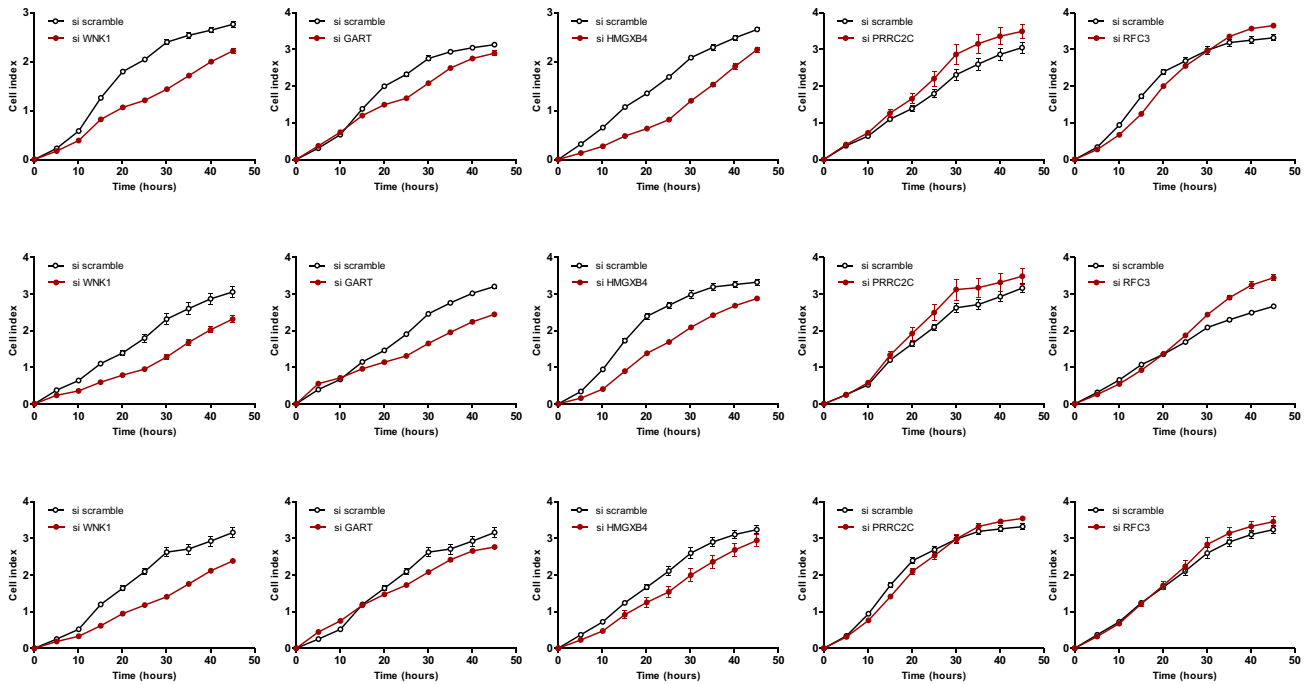 si scramble
si WNK1
Cell index
3
2
1
0
0 10 20 30 40 50
Time (hours)
si scramble
si GART
Cell index
4
3
2
1
0
0 10 20 30 40 50
Time (hours)
si scramble
si HMGXB4
Cell index
3
2
1
0
0 10 20 30 40 50
Time (hours)
si scramble
si PRRC2C
Cell index
4
3
2
1
0
0 10 20 30 40 50
Time (hours)
si scramble
si RFC3
Cell index
4
3
2
1
0
0 10 20 30 40 50
Time (hours)
si scramble
si WNK1
Cell index
4
3
2
1
0
0 10 20 30 40 50
Time (hours)
si scramble
si GART
Cell index
4
3
2
1
0
0 10 20 30 40 50
Time (hours)
si scramble
si HMGXB4
Cell index
4
3
2
1
0
0 10 20 30 40 50
Time (hours)
si scramble
si PRRC2C
Cell index
4
3
2
1
0
0 10 20 30 40 50
Time (hours)
si scramble
si RFC3
Cell index
4
3
2
1
0
0 10 20 30 40 50
Time (hours)
si scramble
si WNK1
Cell index
4
3
2
1
0
0 10 20 30 40 50
Time (hours)
si scramble
si GART
Cell index
4
3
2
1
0
0 10 20 30 40 50
Time (hours)
si scramble
si HMGXB4
Cell index
4
3
2
1
0
0 10 20 30 40 50
Time (hours)
si scramble
si PRRC2C
Cell index
4
3
2
1
0
0 10 20 30 40 50
Time (hours)
si scramble
si RFC3
Cell index
4
3
2
1
0
0 10 20 30 40 50
Time (hours)